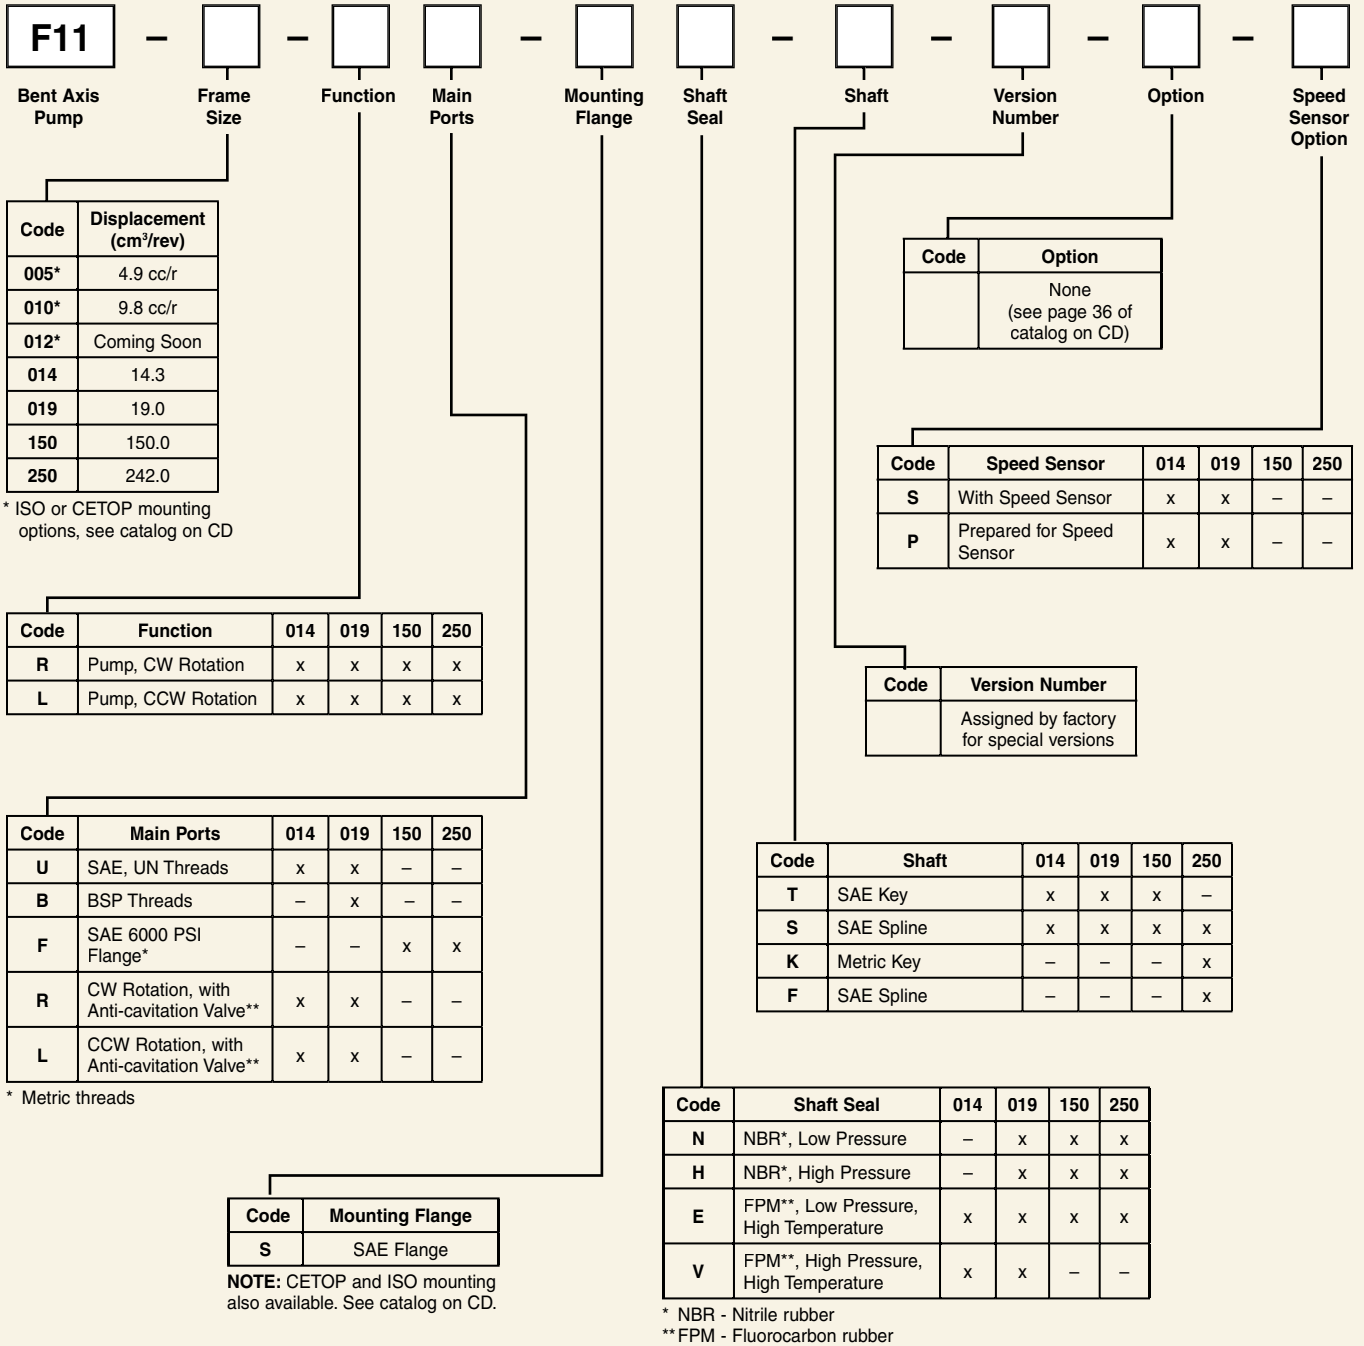 F11 – – – – – – –
Bent Axis Pump
Frame Size
Function
Main Ports
Mounting Flange
Shaft Seal
Shaft
Version Number
Option
Speed Sensor Option
Code Displacement (cm³/rev)
005* 4.9 cc/r
010* 9.8 cc/r
012* Coming Soon
014 14.3
019 19.0
150 150.0
250 242.0
* ISO or CETOP mounting
options, see catalog on CD
Code Option
None
(see page 36 of
catalog on CD)
Code Speed Sensor 014 019 150 250
S With Speed Sensor x x – –
P Prepared for Speed Sensor x x – –
Code Function 014 019 150 250
R Pump, CW Rotation x x x x
L Pump, CCW Rotation x x x x
Code Version Number
Assigned by factory
for special versions
Code Main Ports 014 019 150 250
U SAE, UN Threads x x – –
B BSP Threads – x – –
F SAE 6000 PSI Flange* – – x x
R CW Rotation, with Anti-cavitation Valve** x x – –
L CCW Rotation, with Anti-cavitation Valve** x x – –
* Metric threads
Code Shaft 014 019 150 250
T SAE Key x x x –
S SAE Spline x x x x
K Metric Key – – – x
F SAE Spline – – – x
Code Mounting Flange
S SAE Flange
NOTE: CETOP and ISO mounting
also available. See catalog on CD.
Code Shaft Seal 014 019 150 250
N NBR*, Low Pressure – x x x
H NBR*, High Pressure – x x x
E FPM**, Low Pressure, High Temperature x x x x
V FPM**, High Pressure, High Temperature x x – –
* NBR - Nitrile rubber
** FPM - Fluorocarbon rubber